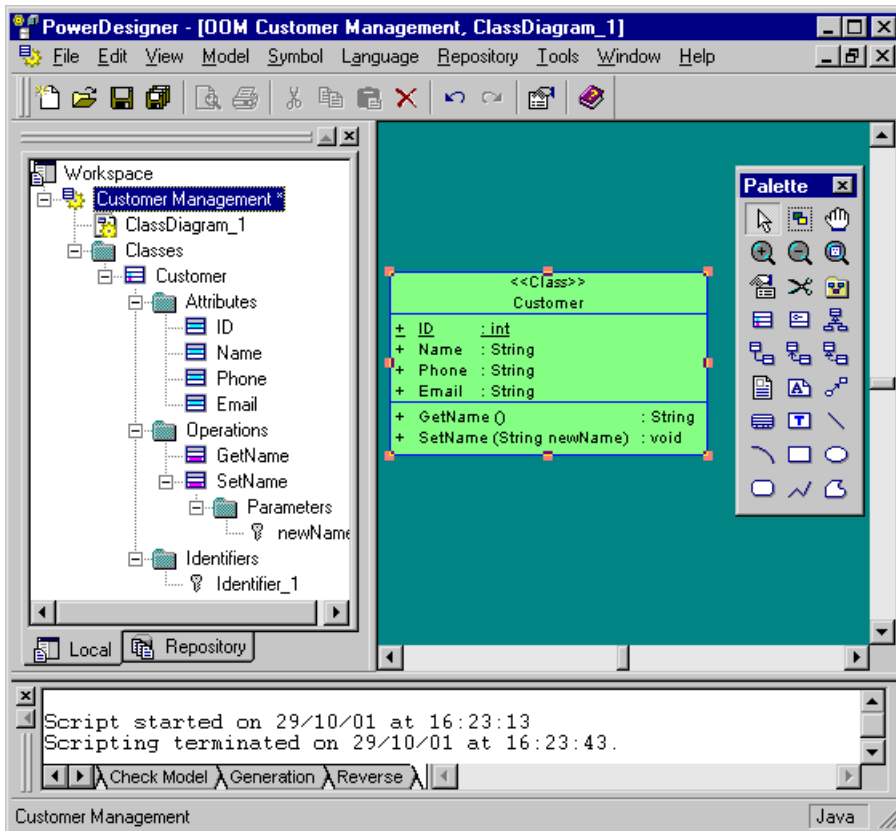 PowerDesigner - [OOM Customer Management, ClassDiagram_1]
File Edit View Model Symbol Language Repository Tools Window Help
Workspace
Customer Management *
ClassDiagram_1
Classes
Customer
Attributes
ID
Name
Phone
Email
Operations
GetName
SetName
Parameters
newName
Identifiers
Identifier_1
Local Repository
<<Class>>
Customer
+ ID : int
+ Name : String
+ Phone : String
+ Email : String
+ GetName () : String
+ SetName (String newName) : void
Palette
Script started on 29/10/01 at 16:23:13
Scripting terminated on 29/10/01 at 16:23:43.
Check Model Generation Reverse
Customer Management Java